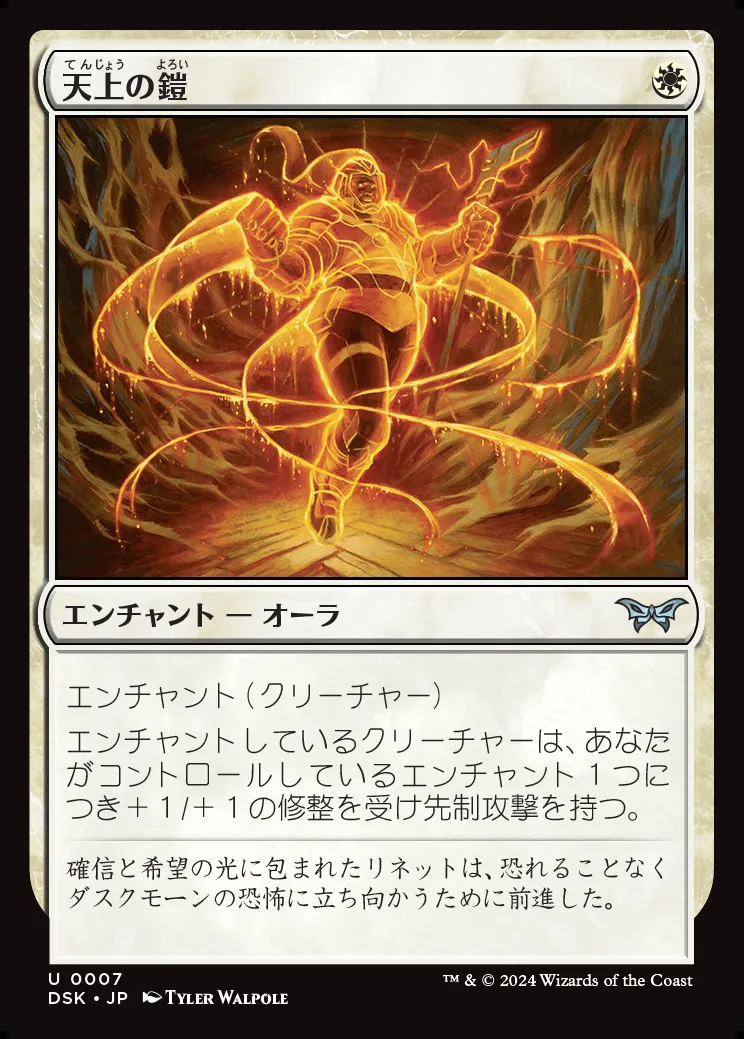 てんじょう よろい
天上の鎧
エンチャント — オーラ
エンチャント（クリーチャー）
エンチャントしているクリーチャーは、あなた
がコントロールしているエンチャント１つに
つき＋１/＋１の修整を受け先制攻撃を持つ。
確信と希望の光に包まれたリネットは、恐れることなく
ダスクモーンの恐怖に立ち向かうために前進した。
U 0007
DSK • JP TYLER WALPOLE
™ & © 2024 Wizards of the Coast